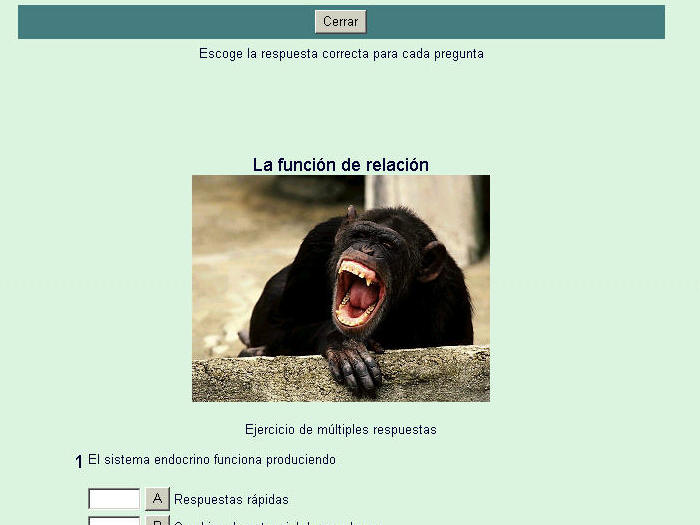 Cerrar
Escoge la respuesta correcta para cada pregunta
La función de relación
Ejercicio de múltiples respuestas
1 El sistema endocrino funciona produciendo
A Respuestas rápidas